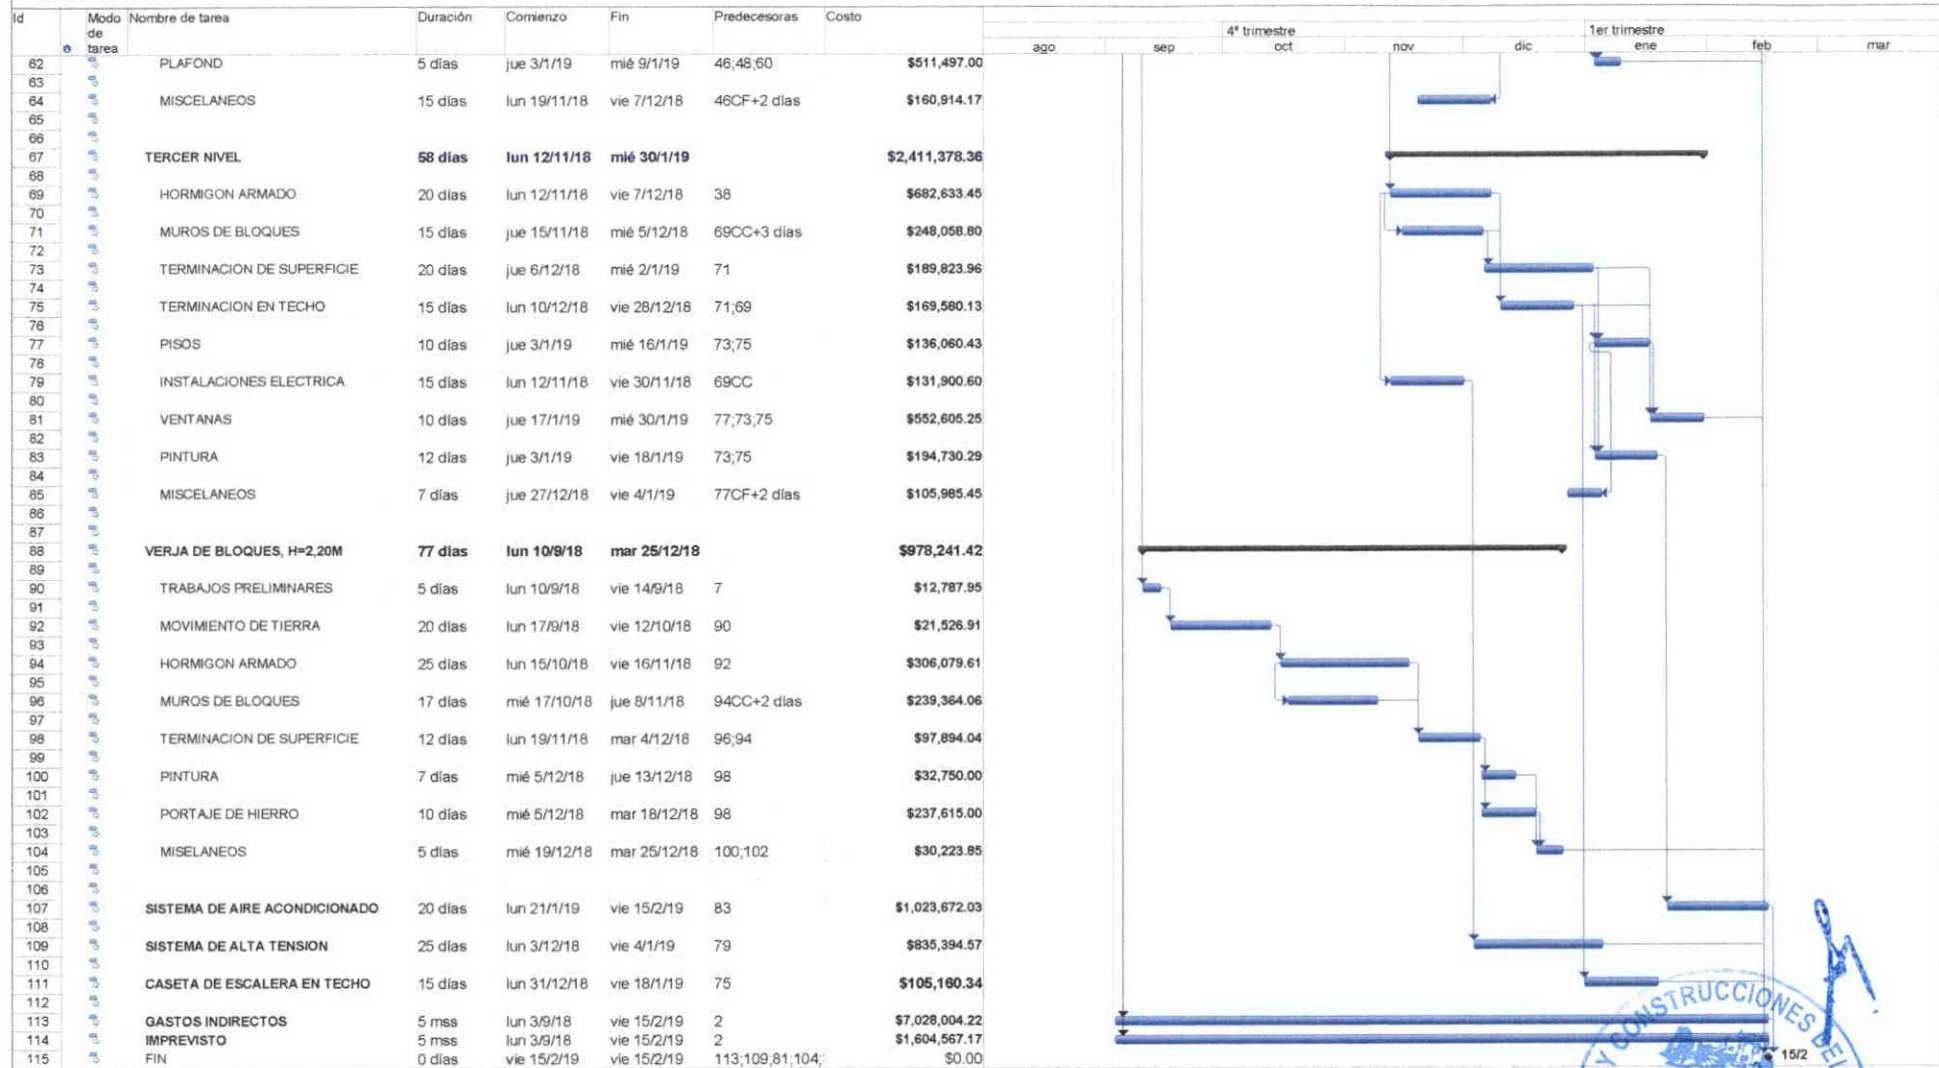 Id Modo de tarea Nombre de tarea Duración Comienzo Fin Predecesoras Costo
4° trimestre 1er trimestre
ago sep oct nov dic ene feb mar
62 PLAFOND 5 días jue 3/1/19 mié 9/1/19 46;48;60 $511,497.00
63
64 MISCELANEOS 15 días lun 19/11/18 vie 7/12/18 46CF+2 días $160,914.17
65
66
67 TERCER NIVEL 58 días lun 12/11/18 mié 30/1/19 $2,411,378.36
68
69 HORMIGON ARMADO 20 días lun 12/11/18 vie 7/12/18 38 $682,633.45
70
71 MUROS DE BLOQUES 15 días jue 15/11/18 mié 5/12/18 69CC+3 días $248,058.80
72
73 TERMINACION DE SUPERFICIE 20 días jue 6/12/18 mié 2/1/19 71 $189,823.96
74
75 TERMINACION EN TECHO 15 días lun 10/12/18 vie 28/12/18 71;69 $169,580.13
76
77 PISOS 10 días jue 3/1/19 mié 16/1/19 73;75 $136,060.43
78
79 INSTALACIONES ELECTRICA 15 días lun 12/11/18 vie 30/11/18 69CC $131,900.60
80
81 VENTANAS 10 días jue 17/1/19 mié 30/1/19 77;73;75 $552,605.25
82
83 PINTURA 12 días jue 3/1/19 vie 18/1/19 73;75 $194,730.29
84
85 MISCELANEOS 7 días jue 27/12/18 vie 4/1/19 77CF+2 días $105,985.45
86
87
88 VERJA DE BLOQUES, H=2,20M 77 días lun 10/9/18 mar 25/12/18 $978,241.42
89
90 TRABAJOS PRELIMINARES 5 días lun 10/9/18 vie 14/9/18 7 $12,787.95
91
92 MOVIMIENTO DE TIERRA 20 días lun 17/9/18 vie 12/10/18 90 $21,526.91
93
94 HORMIGON ARMADO 25 días lun 15/10/18 vie 16/11/18 92 $306,079.61
95
96 MUROS DE BLOQUES 17 días mié 17/10/18 jue 8/11/18 94CC+2 días $239,364.06
97
98 TERMINACION DE SUPERFICIE 12 días lun 19/11/18 mar 4/12/18 96;94 $97,894.04
99
100 PINTURA 7 días mié 5/12/18 jue 13/12/18 98 $32,750.00
101
102 PORTAJE DE HIERRO 10 días mié 5/12/18 mar 18/12/18 98 $237,615.00
103
104 MISELANEOS 5 días mié 19/12/18 mar 25/12/18 100;102 $30,223.85
105
106
107 SISTEMA DE AIRE ACONDICIONADO 20 días lun 21/1/19 vie 15/2/19 83 $1,023,672.03
108
109 SISTEMA DE ALTA TENSION 25 días lun 3/12/18 vie 4/1/19 79 $835,394.57
110
111 CASETA DE ESCALERA EN TECHO 15 días lun 31/12/18 vie 18/1/19 75 $105,160.34
112
113 GASTOS INDIRECTOS 5 mss lun 3/9/18 vie 15/2/19 2 $7,028,004.22
114 IMPREVISTO 5 mss lun 3/9/18 vie 15/2/19 2 $1,604,567.17
115 FIN 0 días vie 15/2/19 vie 15/2/19 113;109;81;104; $0.00
15/2
Y CONSTRUCCIONES DEL